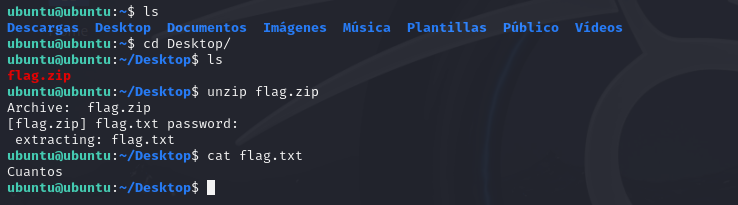 ubuntu@ubuntu:~$ ls
Descargas Desktop Documentos Imágenes Música Plantillas Público Vídeos
ubuntu@ubuntu:~$ cd Desktop/
ubuntu@ubuntu:~/Desktop$ ls
flag.zip
ubuntu@ubuntu:~/Desktop$ unzip flag.zip
Archive:  flag.zip
[flag.zip] flag.txt password:
 extracting: flag.txt
ubuntu@ubuntu:~/Desktop$ cat flag.txt
Cuantos
ubuntu@ubuntu:~/Desktop$